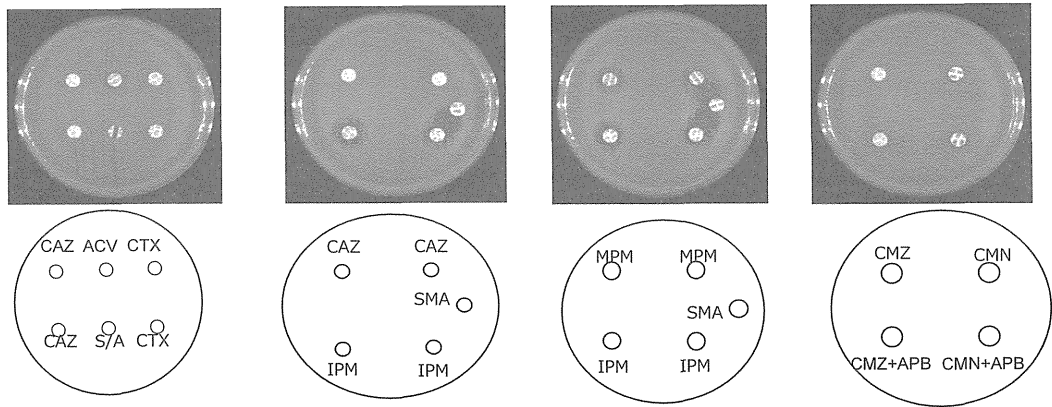 CAZ ACV CTX
CAZ S/A CTX
CAZ CAZ
SMA
IPM IPM
MPM MPM
SMA
IPM IPM
CMZ CMN
CMZ+APB CMN+APB